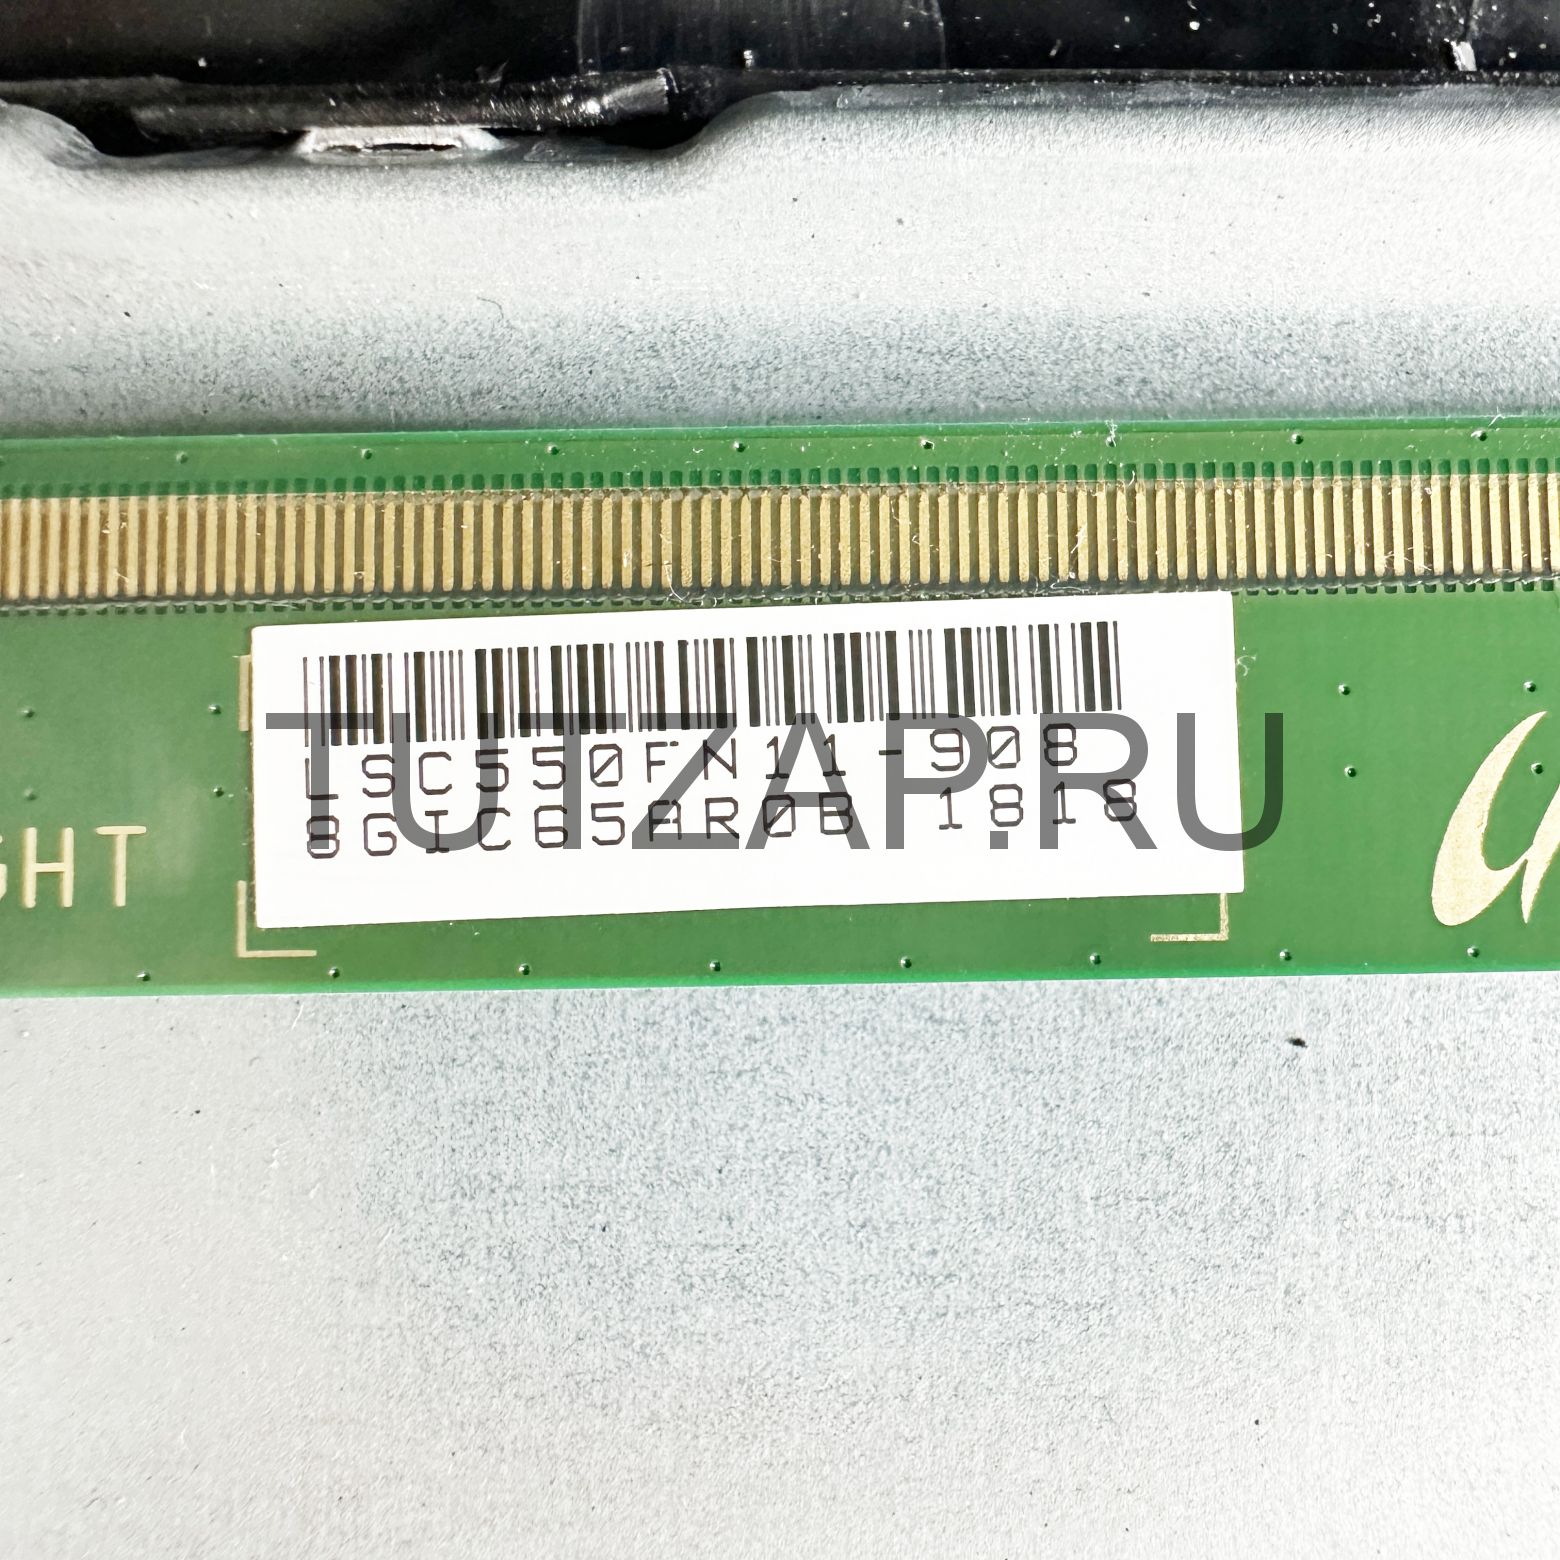 LSC550FN11-908
8GIC65AR0B 1818
GHT
TUTZAP.RU